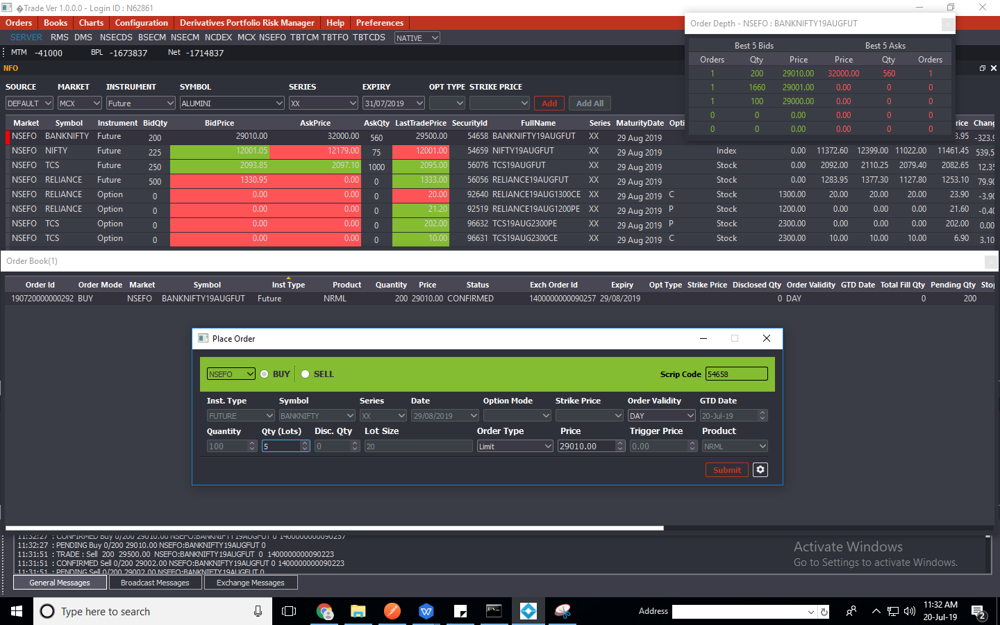 �Trade Ver 1.0.0.0 - Login ID : N62861
Orders Books Charts Configuration Derivatives Portfolio Risk Manager Help Preferences
SERVER RMS DMS NSECDS BSECM NSECM NCDEX MCX NSEFO TBTCM TBTFO TBTCDS NATIVE
MTM -41000 BPL -1673837 Net -1714837
NFO
SOURCE MARKET INSTRUMENT SYMBOL SERIES EXPIRY OPT TYPE STRIKE PRICE
DEFAULT MCX Future ALUMINI XX 31/07/2019 Add Add All
Order Depth - NSEFO : BANKNIFTY19AUGFUT
Best 5 Bids Best 5 Asks
Orders Qty Price Price Qty Orders
1 200 29010.00 32000.00 560 1
1 1660 29001.00 0.00 0 0
1 100 29000.00 0.00 0 0
0 0 0.00 0.00 0 0
0 0 0.00 0.00 0 0
Market Symbol Instrument BidQty BidPrice AskPrice AskQty LastTradePrice SecurityId FullName Series MaturityDate Opti rice Chang
NSEFO BANKNIFTY Future 200 29010.00 32000.00 560 29500.00 54658 BANKNIFTY19AUGFUT XX 29 Aug 2019 3.95 -323.9
NSEFO NIFTY Future 225 12001.05 12179.00 75 12001.00 54659 NIFTY19AUGFUT XX 29 Aug 2019 Index 0.00 11372.60 12399.00 11022.00 11461.45 539.5
NSEFO TCS Future 250 2093.85 2097.10 1000 2095.00 56076 TCS19AUGFUT XX 29 Aug 2019 Stock 0.00 2092.00 2110.25 2079.40 2082.65 12.35
NSEFO RELIANCE Future 500 1330.95 0.00 0 1333.00 56056 RELIANCE19AUGFUT XX 29 Aug 2019 Stock 0.00 1283.95 1377.30 1127.80 1253.10 79.90
NSEFO RELIANCE Option 0 0.00 0.00 0 20.00 92640 RELIANCE19AUG1300CE XX 29 Aug 2019 C Stock 1300.00 20.00 20.00 20.00 23.90 -3.90
NSEFO RELIANCE Option 0 0.00 0.00 0 21.20 92519 RELIANCE19AUG1200PE XX 29 Aug 2019 P Stock 1200.00 0.00 0.00 0.00 21.60 -0.40
NSEFO TCS Option 0 0.00 0.00 0 202.00 96632 TCS19AUG2300PE XX 29 Aug 2019 P Stock 2300.00 0.00 0.00 0.00 202.00 0.00
NSEFO TCS Option 0 0.00 0.00 0 10.00 96631 TCS19AUG2300CE XX 29 Aug 2019 C Stock 2300.00 10.00 10.00 10.00 6.90 3.10
Order Book(1)
Order Id Order Mode Market Symbol Inst Type Product Quantity Price Status Exch Order Id Expiry Opt Type Strike Price Disclosed Qty Order Validity GTD Date Total Fill Qty Pending Qty Stop
190720000000292 BUY NSEFO BANKNIFTY19AUGFUT Future NRML 200 29010.00 CONFIRMED 1400000000090257 29/08/2019 0 DAY 0 200
Place Order
NSEFO BUY SELL Scrip Code 54658
Inst. Type Symbol Series Date Option Mode Strike Price Order Validity GTD Date
FUTURE BANKNIFTY XX 29/08/2019 DAY 20-Jul-19
Quantity Qty (Lots) Disc. Qty Lot Size Order Type Price Trigger Price Product
100 5 0 20 Limit 29010.00 0.00 NRML
Submit
11:32:27 : CONFIRMED Buy 0/200 29010.00 NSEFO:BANKNIFTY19AUGFUT 0 1400000000090257
11:32:27 : PENDING Buy 0/200 29010.00 NSEFO:BANKNIFTY19AUGFUT 0
11:31:51 : TRADE : Sell 200 29500.00 NSEFO:BANKNIFTY19AUGFUT 0 1400000000090223
11:31:51 : CONFIRMED Sell 0/200 29002.00 NSEFO:BANKNIFTY19AUGFUT 0 1400000000090223
11:31:51 : PENDING Sell 0/200 29002.00 NSEFO:BANKNIFTY19AUGFUT 0
Activate Windows
Go to Settings to activate Windows.
General Messages Broadcast Messages Exchange Messages
Type here to search
Address
11:32 AM
20-Jul-19
2